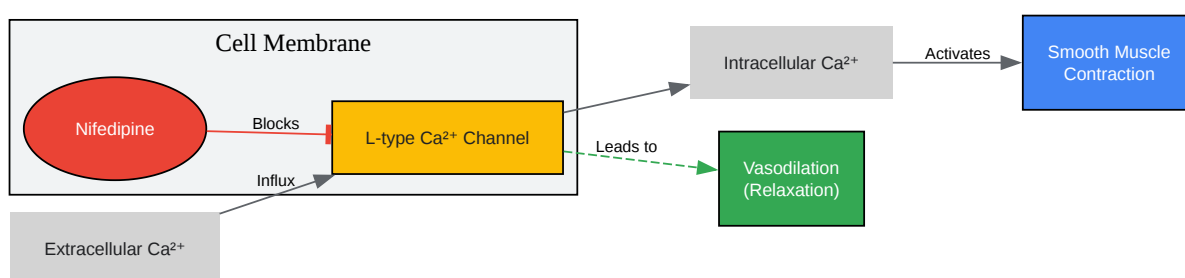 Cell Membrane
Nifedipine
Blocks
L-type Ca²⁺ Channel
Influx
Extracellular Ca²⁺
Intracellular Ca²⁺
Activates
Smooth Muscle
Contraction
Leads to
Vasodilation
(Relaxation)